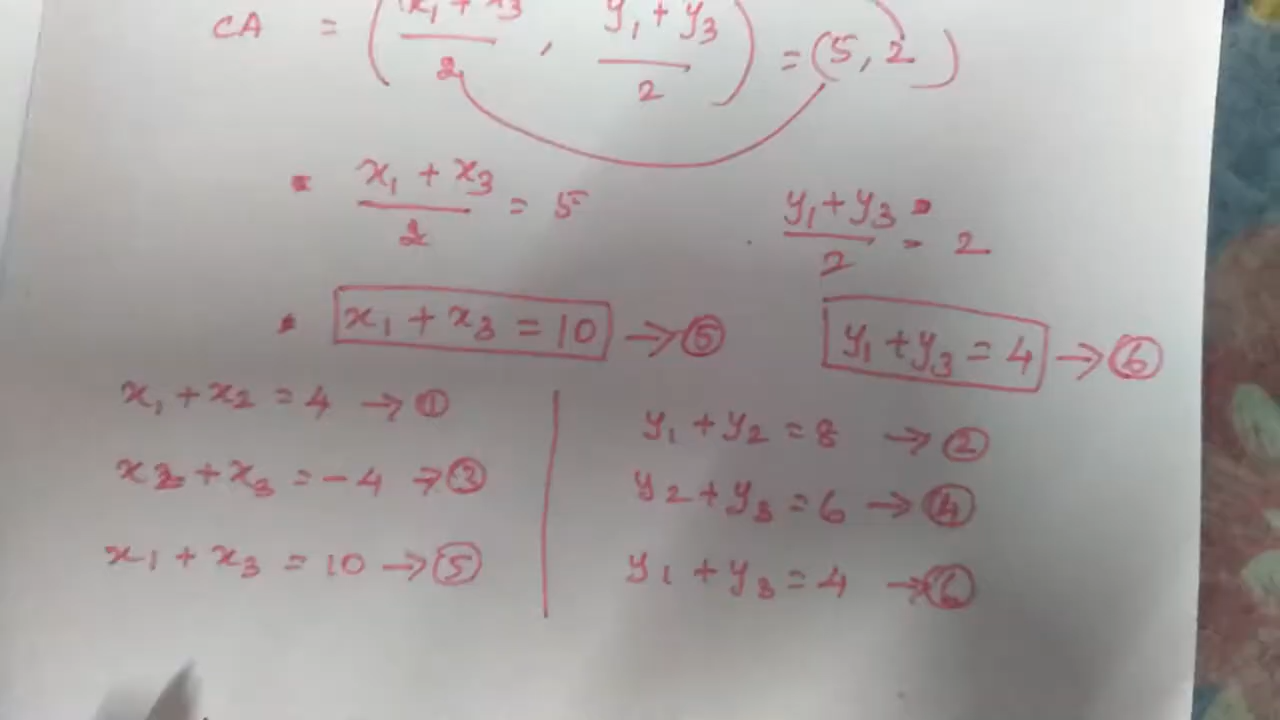 CA = (x₁ + x₃ / 2 , y₁ + y₃ / 2) = (5, 2)
x₁ + x₃ / 2 = 5
y₁ + y₃ / 2 = 2
x₁ + x₃ = 10 → ⑤
y₁ + y₃ = 4 → ⑥
x₁ + x₂ = 4 → ①
y₁ + y₂ = 8 → ②
x₂ + x₃ = -4 → ③
y₂ + y₃ = 6 → ④
x₁ + x₃ = 10 → ⑤
y₁ + y₃ = 4 → ⑥